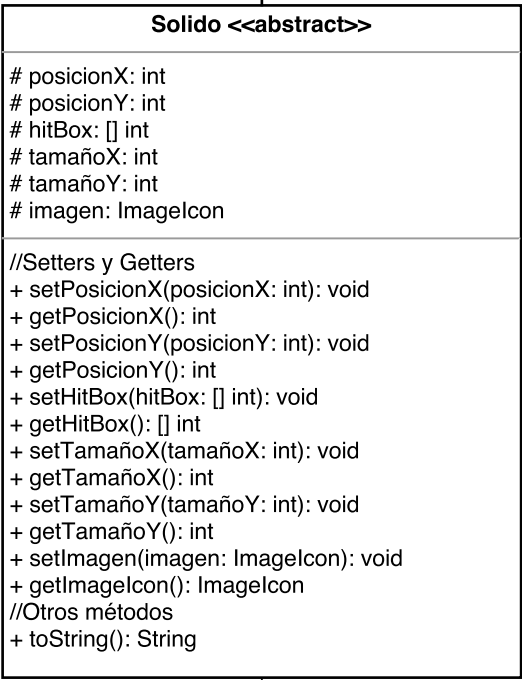 Solido <<abstract>>
# posicionX: int
# posicionY: int
# hitBox: [] int
# tamañoX: int
# tamañoY: int
# imagen: ImageIcon
//Setters y Getters
+ setPosicionX(posicionX: int): void
+ getPosicionX(): int
+ setPosicionY(posicionY: int): void
+ getPosicionY(): int
+ setHitBox(hitBox: [] int): void
+ getHitBox(): [] int
+ setTamañoX(tamañoX: int): void
+ getTamañoX(): int
+ setTamañoY(tamañoY: int): void
+ getTamañoY(): int
+ setImagen(imagen: ImageIcon): void
+ getImageIcon(): ImageIcon
//Otros métodos
+ toString(): String